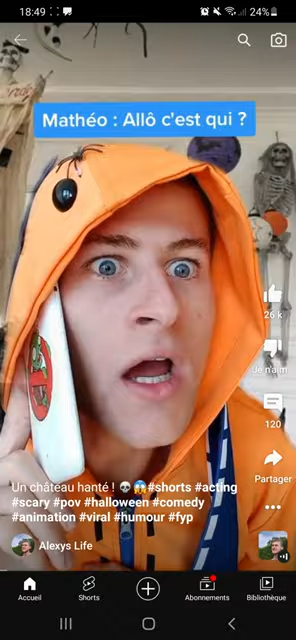 18:49
24%
Mathéo : Allô c'est qui ?
26 k
Je n'aim
120
Partager
Un château hanté ! 💀😱#shorts #acting
#scary #pov #halloween #comedy
#animation #viral #humour #fyp
Alexys Life
Accueil
Shorts
Abonnements
Bibliothèque